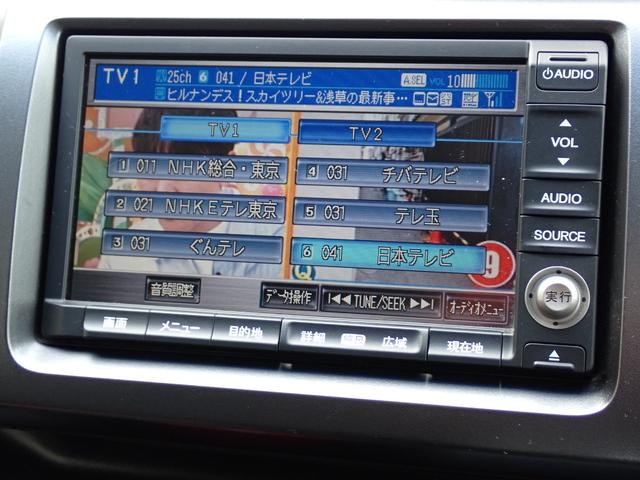 TV1 25ch 6 041 / 日本テレビ A.SEL VOL 10
ヒルナンデス！スカイツリー&浅草の最新事…
TV1 TV2
1 011 NHK総合・東京
4 031 チバテレビ
2 021 NHKEテレ東京
5 031 テレ玉
3 031 ぐんテレ
6 041 日本テレビ
9
音質調整 データ操作 TUNE/SEEK オーディオメニュー
画面 メニュー 目的地 詳細 広域 現在地
AUDIO
VOL
AUDIO
SOURCE
実行